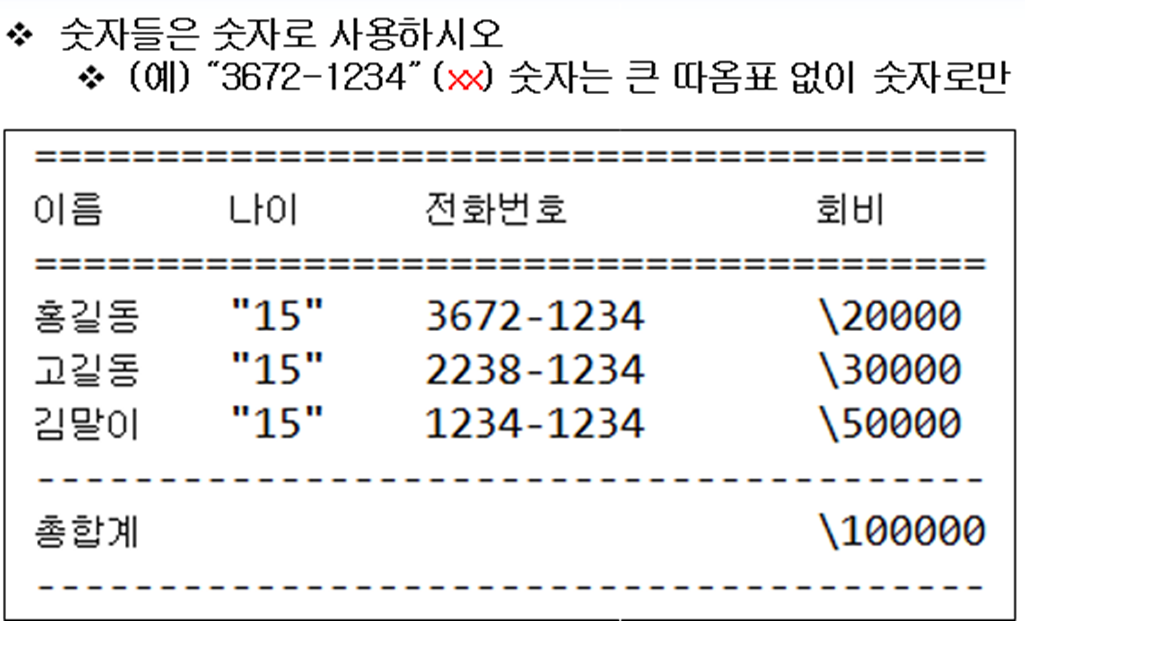 ❖ 숫자들은 숫자로 사용하시오
❖ (예) “3672-1234” (xx) 숫자는 큰 따옴표 없이 숫자로만
=======================================
이름 나이 전화번호 회비
=======================================
홍길동 "15" 3672-1234 \20000
고길동 "15" 2238-1234 \30000
김말이 "15" 1234-1234 \50000
---------------------------------------
총합계 \100000
---------------------------------------